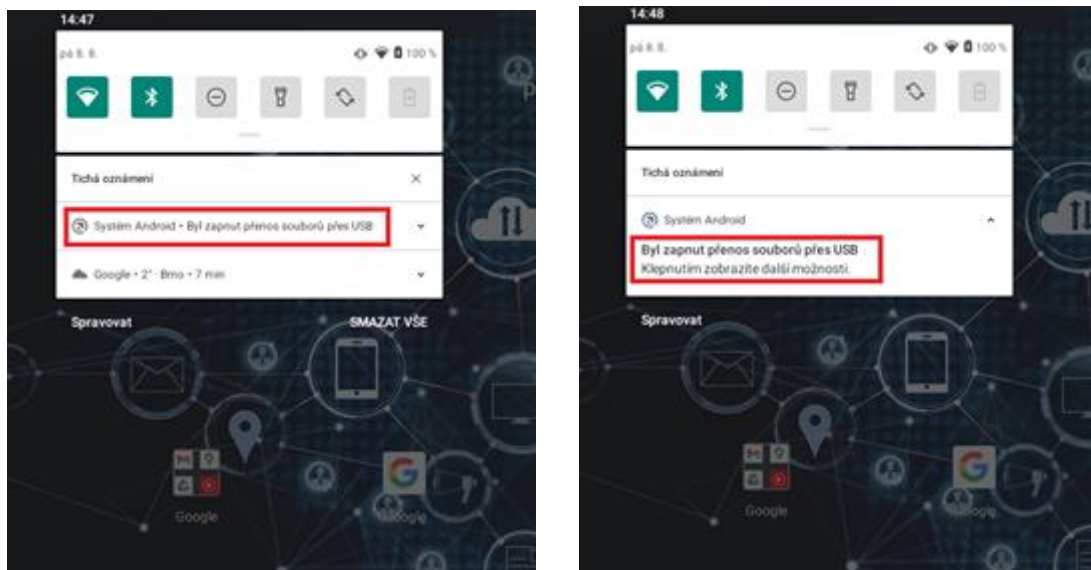 14:47
pá 8. 8.
100 %
Tichá oznámení
Systém Android • Byl zapnut přenos souborů přes USB
Google • 2° · Brno • 7 min
Spravovat
SMAZAT VŠE
Google
Google
14:48
pá 8. 8.
100 %
Tichá oznámení
Systém Android
Byl zapnut přenos souborů přes USB
Klepnutím zobrazíte další možnosti.
Spravovat
Google
Google